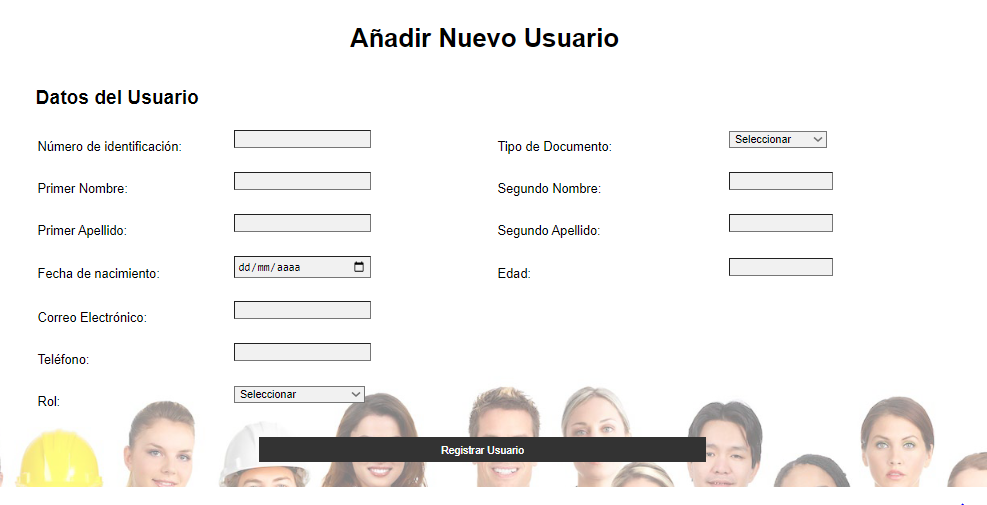 Añadir Nuevo Usuario
Datos del Usuario
Número de identificación:
Tipo de Documento: Seleccionar
Primer Nombre:
Segundo Nombre:
Primer Apellido:
Segundo Apellido:
Fecha de nacimiento: dd/mm/aaaa
Edad:
Correo Electrónico:
Teléfono:
Rol: Seleccionar
Registrar Usuario